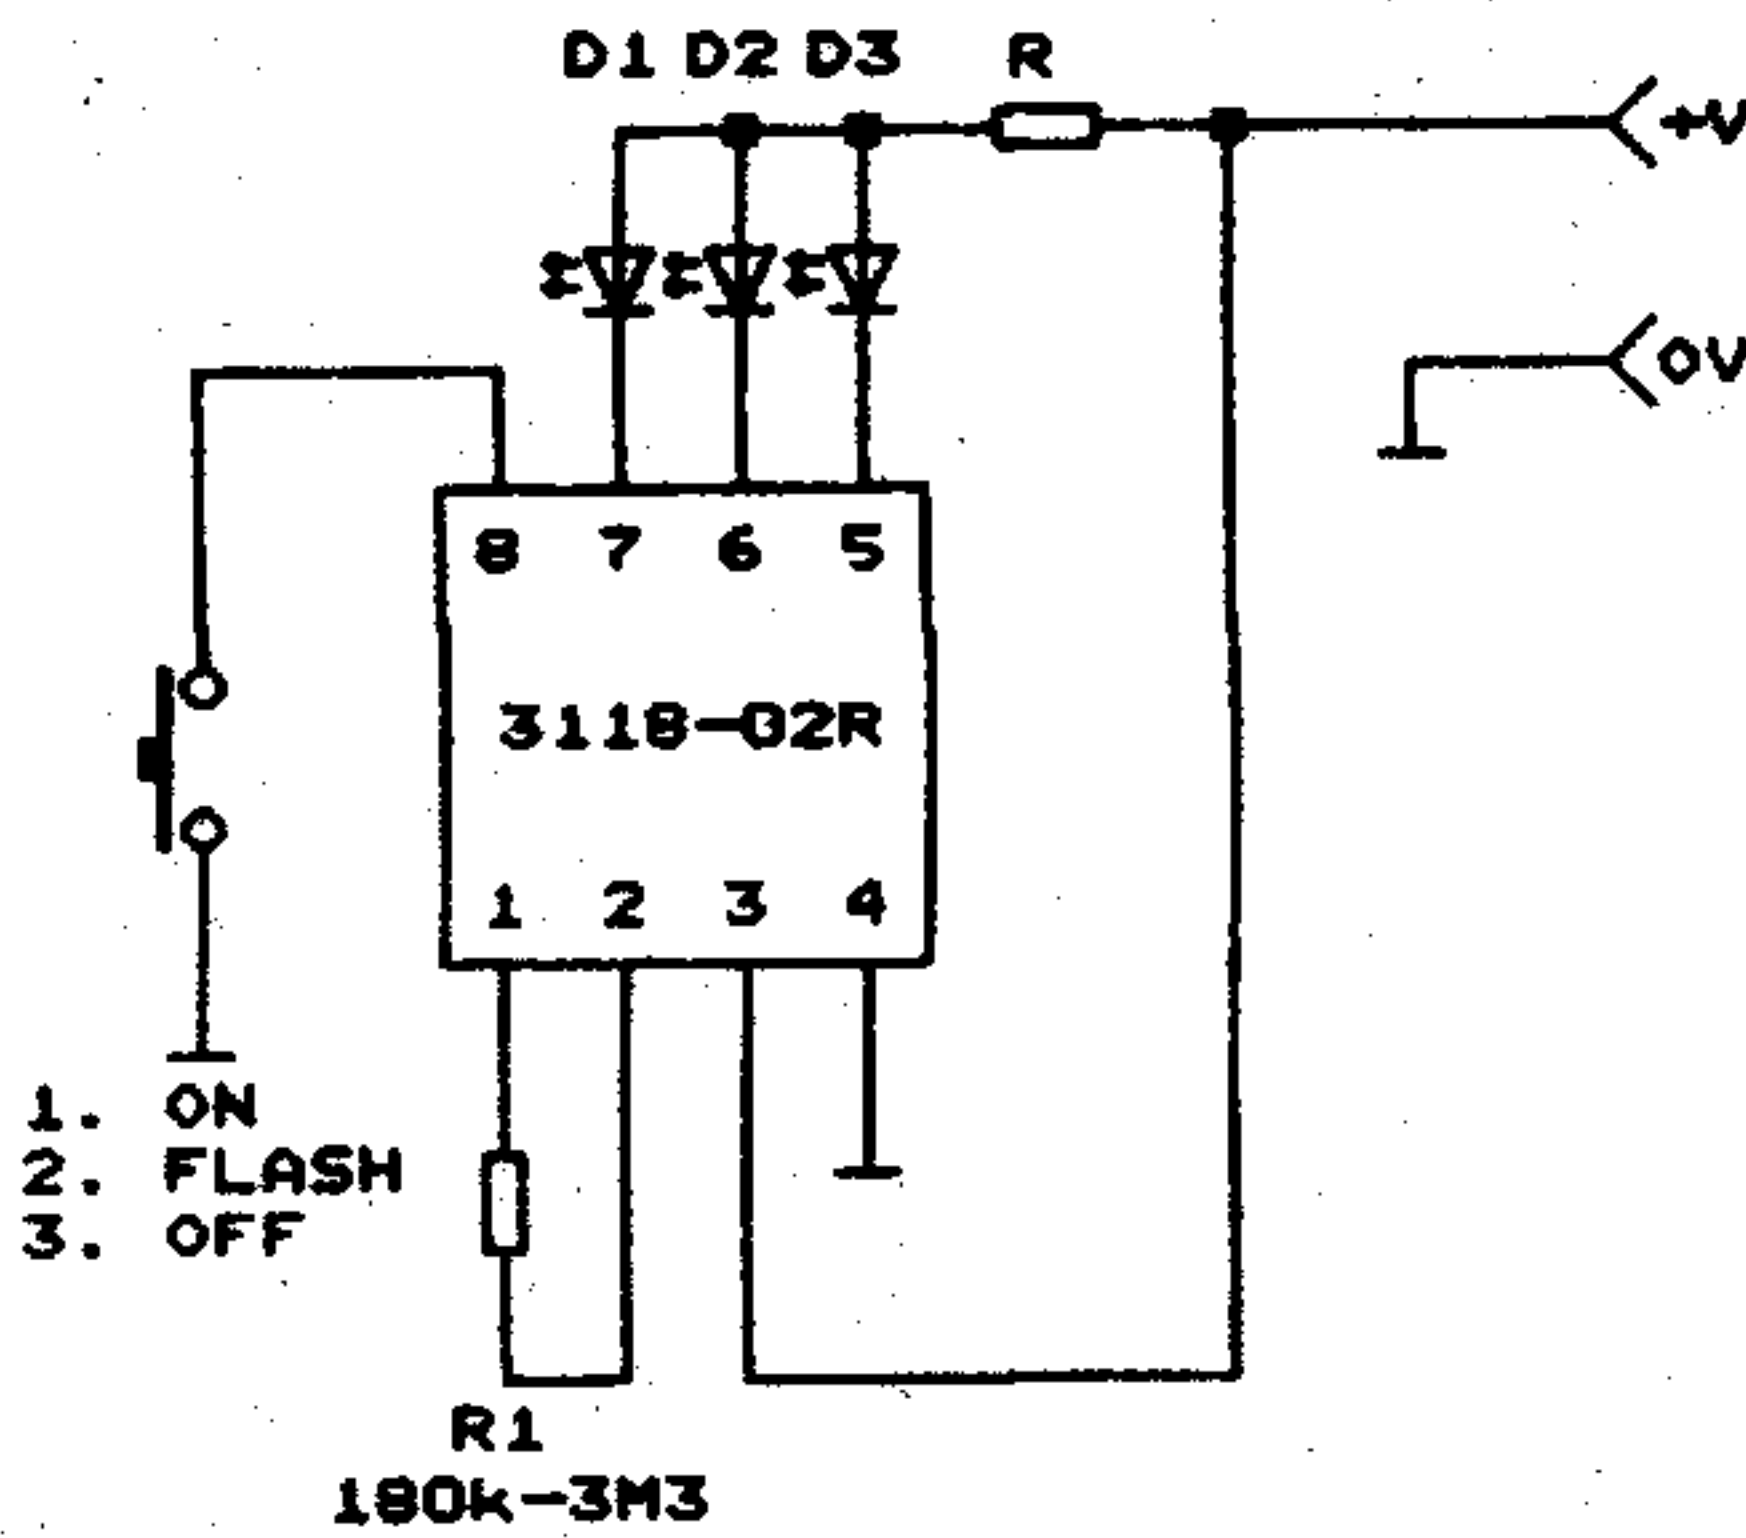 D1 D2 D3 R
+V
0V
8 7 6 5
3118-02R
1 2 3 4
1. ON
2. FLASH
3. OFF
R1
180k-3M3